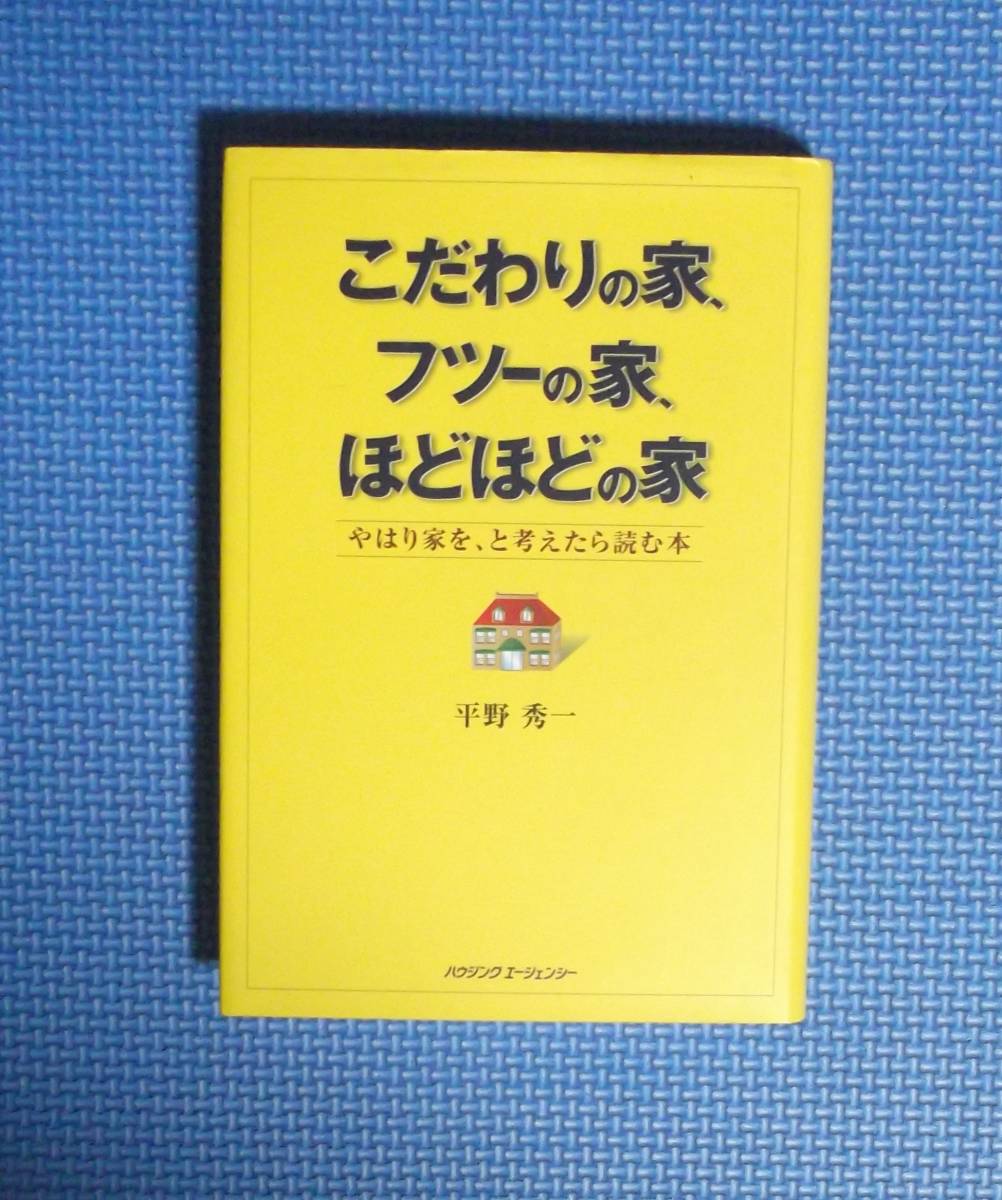 こだわりの家、
フツーの家、
ほどほどの家
やはり家を、と考えたら読む本
平野 秀一
ハウジングエージェンシー